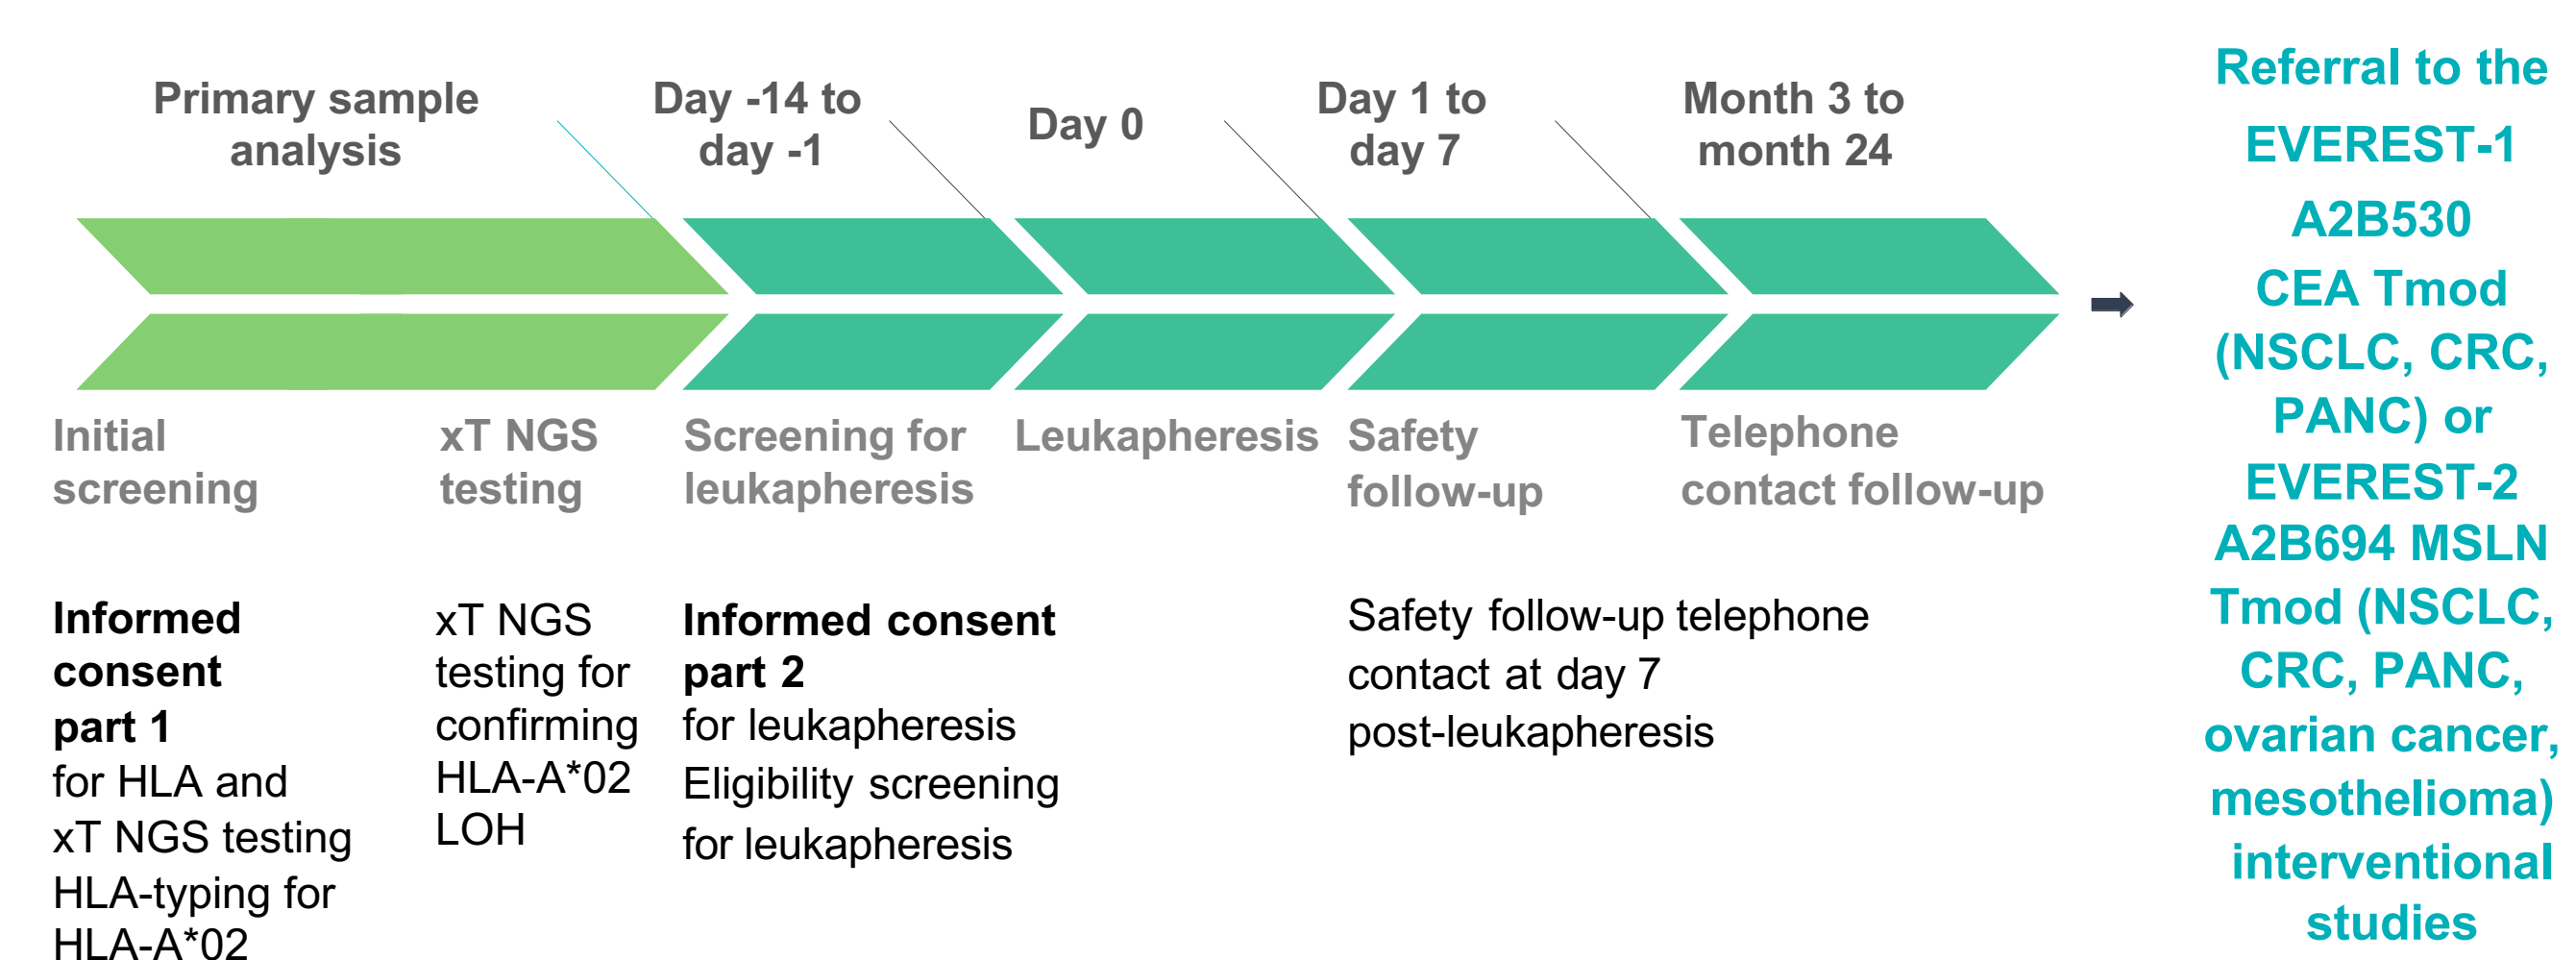 Primary sample
analysis
Day -14 to
day -1
Day 0
Day 1 to
day 7
Month 3 to
month 24
Initial
screening
xT NGS
testing
Screening for
leukapheresis
Leukapheresis
Safety
follow-up
Telephone
contact follow-up
Informed
consent
part 1
for HLA and
xT NGS testing
HLA-typing for
HLA-A*02
xT NGS
testing for
confirming
HLA-A*02
LOH
Informed consent
part 2
for leukapheresis
Eligibility screening
for leukapheresis
Safety follow-up telephone
contact at day 7
post-leukapheresis
Referral to the
EVEREST-1
A2B530
CEA Tmod
(NSCLC, CRC,
PANC) or
EVEREST-2
A2B694 MSLN
Tmod (NSCLC,
CRC, PANC,
ovarian cancer,
mesothelioma)
interventional
studies